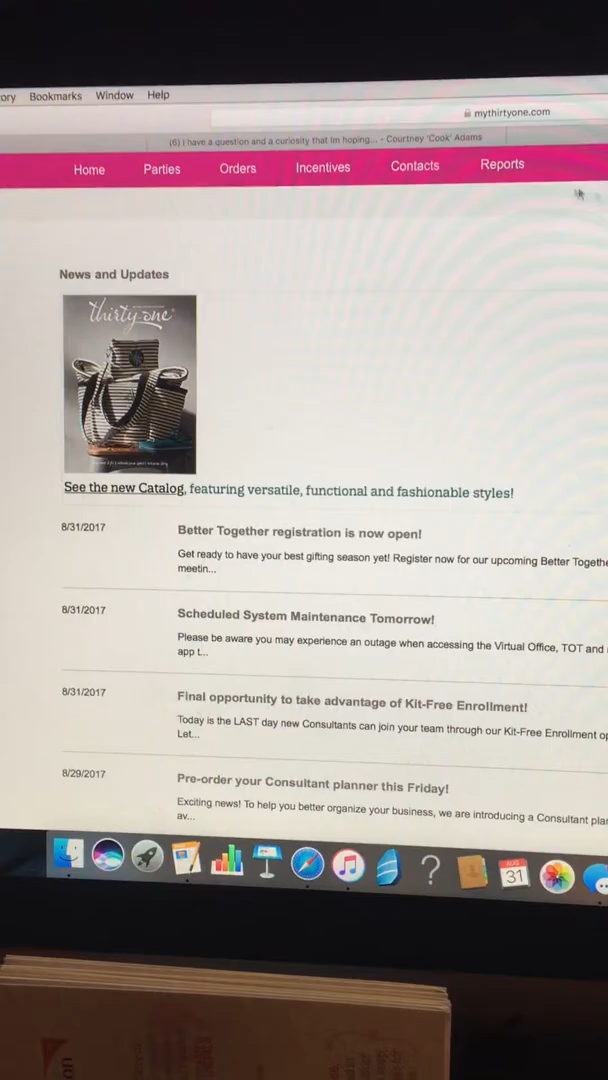 ory Bookmarks Window Help
mythirtyone.com
(6) I have a question and a curiosity that Im hoping... - Courtney 'Cook' Adams
Home Parties Orders Incentives Contacts Reports
News and Updates
thirty-one
See the new Catalog, featuring versatile, functional and fashionable styles!
8/31/2017 Better Together registration is now open!
Get ready to have your best gifting season yet! Register now for our upcoming Better Togethe
meetin...
8/31/2017 Scheduled System Maintenance Tomorrow!
Please be aware you may experience an outage when accessing the Virtual Office, TOT and
app t...
8/31/2017 Final opportunity to take advantage of Kit-Free Enrollment!
Today is the LAST day new Consultants can join your team through our Kit-Free Enrollment op
Let...
8/29/2017 Pre-order your Consultant planner this Friday!
Exciting news! To help you better organize your business, we are introducing a Consultant plan
av...
AUG
31